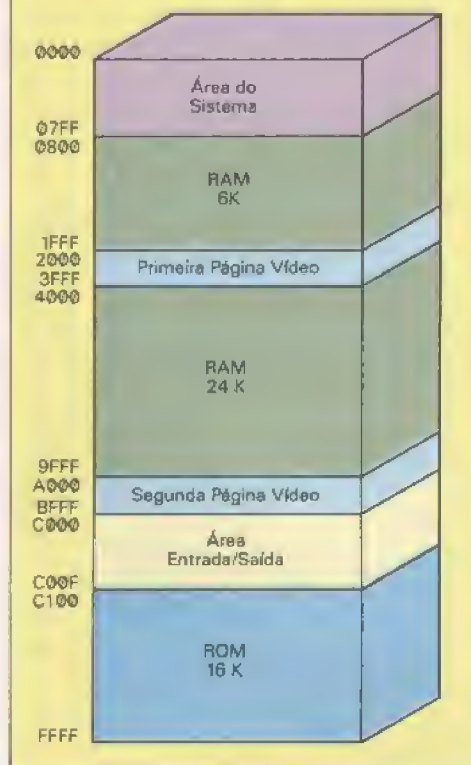 0000
Área do
Sistema
07FF
0800
RAM
6K
1FFF
2000
Primeira Página Vídeo
3FFF
4000
RAM
24 K
9FFF
A000
Segunda Página Vídeo
BFFF
C000
Área
Entrada/Saída
C00F
C100
ROM
16 K
FFFF